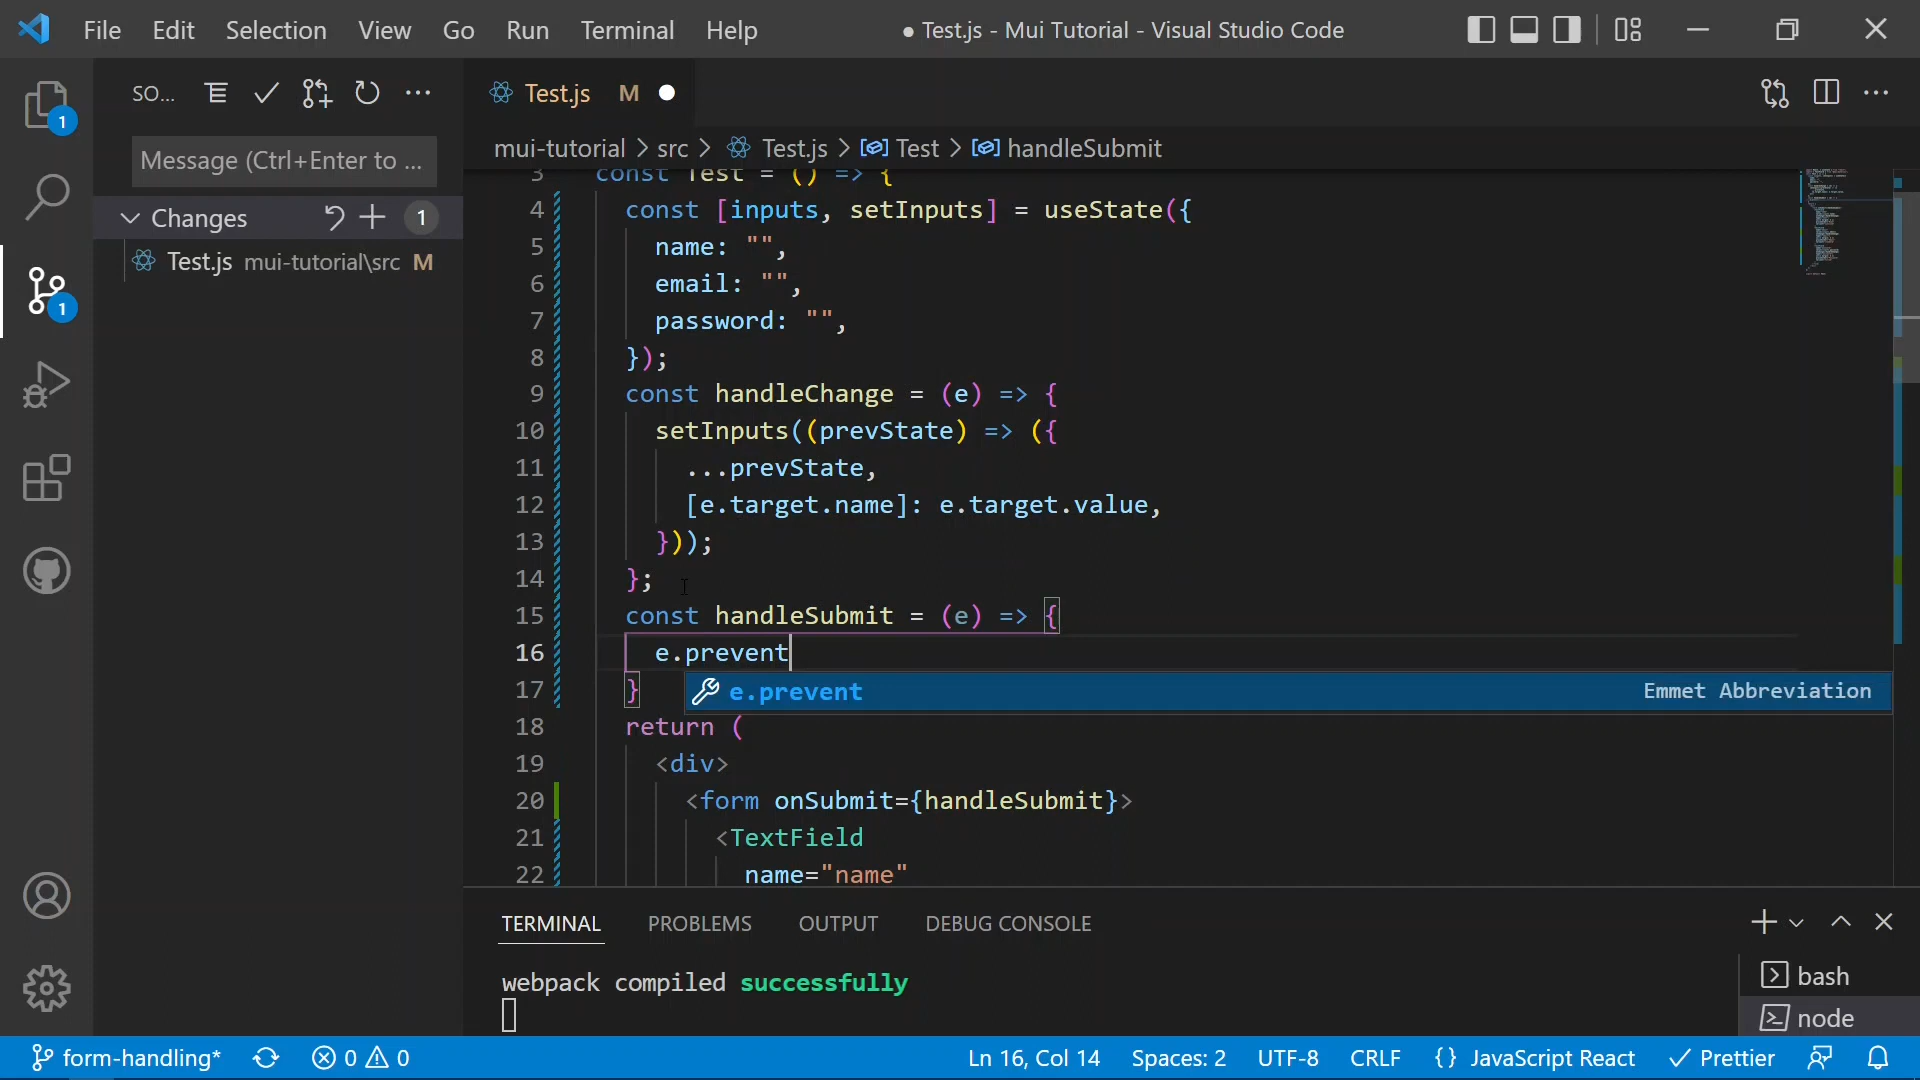 File Edit Selection View Go Run Terminal Help
● Test.js - Mui Tutorial - Visual Studio Code
SO...
Test.js M
1
Message (Ctrl+Enter to ...
mui-tutorial > src > Test.js > Test > handleSubmit
Changes 1
Test.js mui-tutorial\src M
1
3 const Test = () => {
4 const [inputs, setInputs] = useState({
5 name: "",
6 email: "",
7 password: "",
8 });
9 const handleChange = (e) => {
10 setInputs((prevState) => ({
11 ...prevState,
12 [e.target.name]: e.target.value,
13 }));
14 };
15 const handleSubmit = (e) => {
16 e.prevent
17 }
e.prevent Emmet Abbreviation
18 return (
19 <div>
20 <form onSubmit={handleSubmit}>
21 <TextField
22 name="name"
TERMINAL PROBLEMS OUTPUT DEBUG CONSOLE
webpack compiled successfully
bash
node
form-handling* 0 0 Ln 16, Col 14 Spaces: 2 UTF-8 CRLF {} JavaScript React Prettier